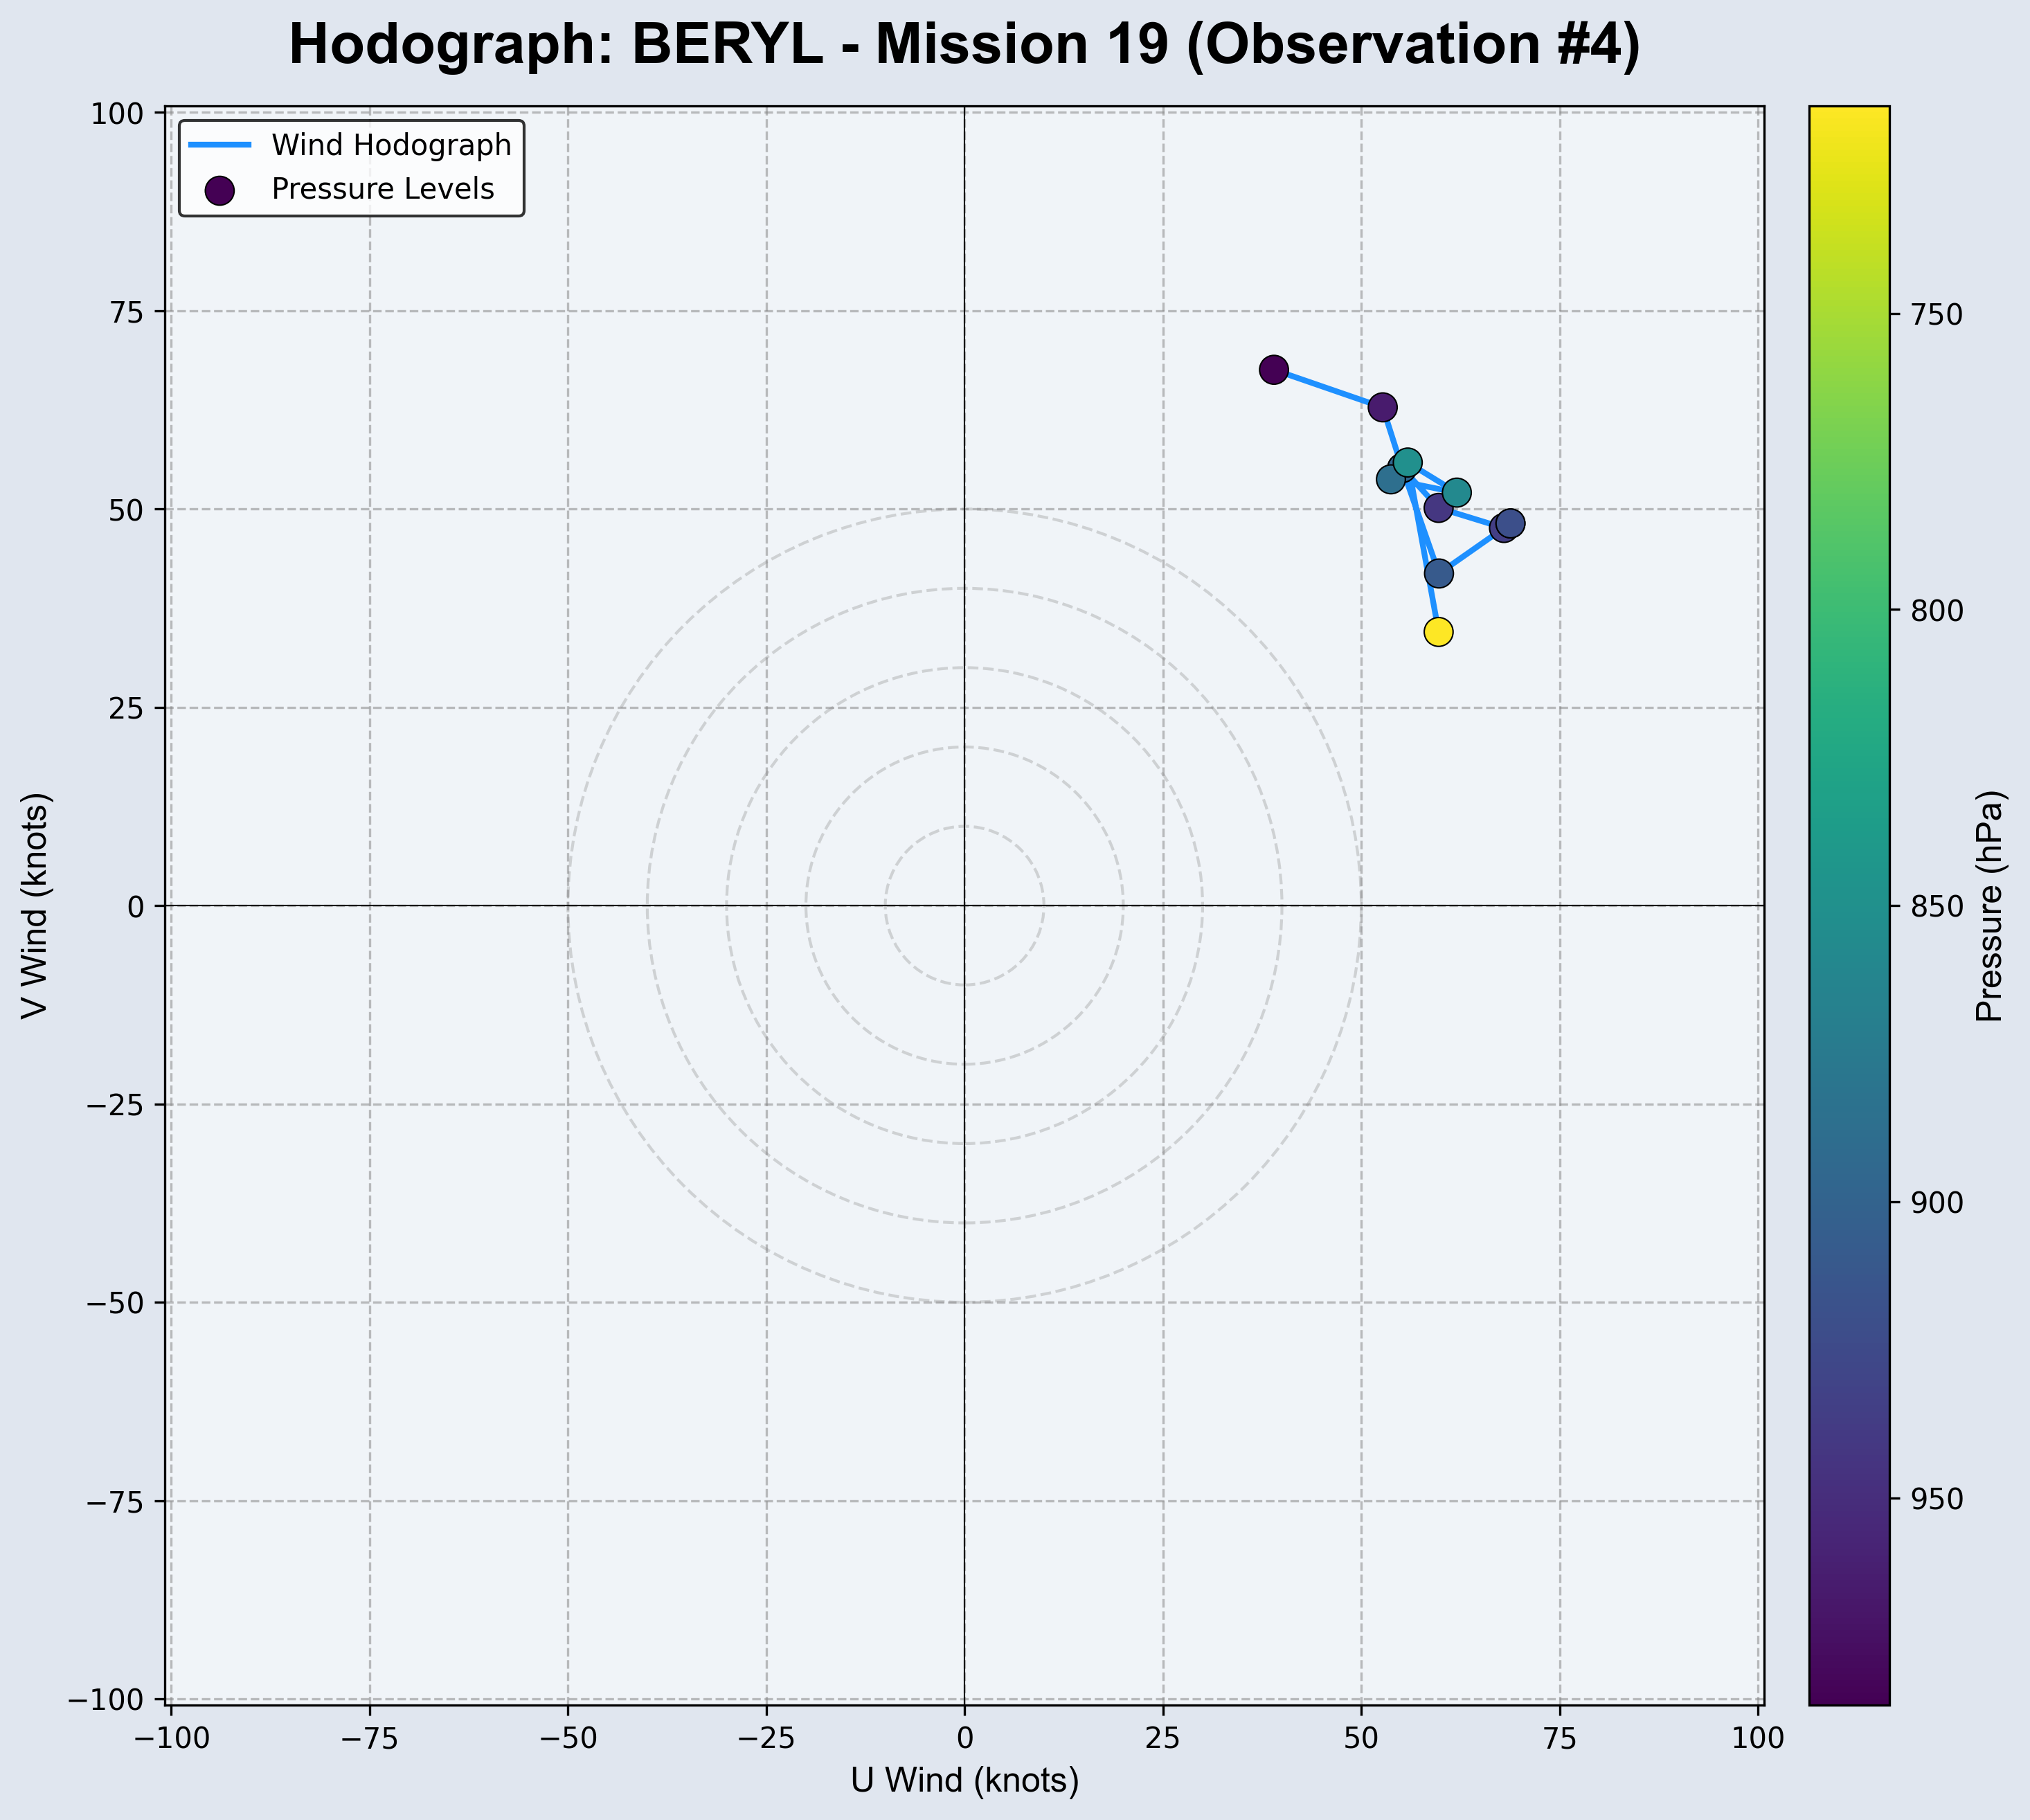 Hodograph: BERYL - Mission 19 (Observation #4)
Wind Hodograph
Pressure Levels
100
75
50
25
0
−25
−50
−75
−100
V Wind (knots)
−100 −75 −50 −25 0 25 50 75 100
U Wind (knots)
750
800
850
900
950
Pressure (hPa)